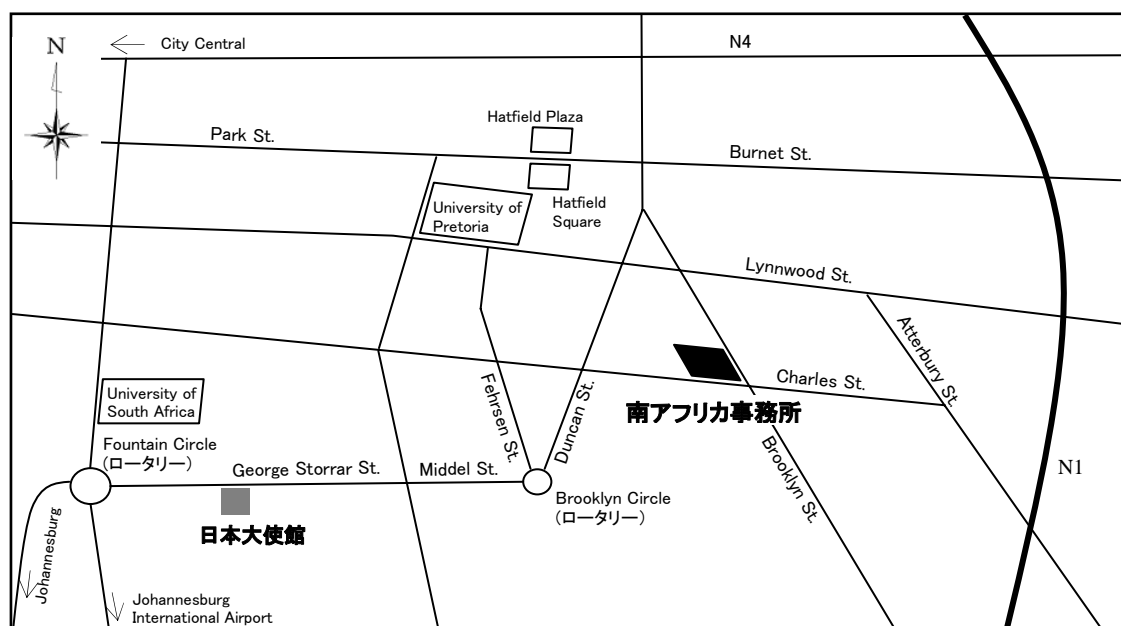 N
City Central
N4
Hatfield Plaza
Park St.
Burnet St.
University of
Pretoria
Hatfield
Square
Lynnwood St.
Atterbury St.
Charles St.
University of
South Africa
Fehrsen St.
Duncan St.
南アフリカ事務所
Brooklyn St.
Fountain Circle
(ロータリー)
George Storrar St.
Middel St.
N1
Brooklyn Circle
(ロータリー)
日本大使館
Johannesburg
Johannesburg
International Airport